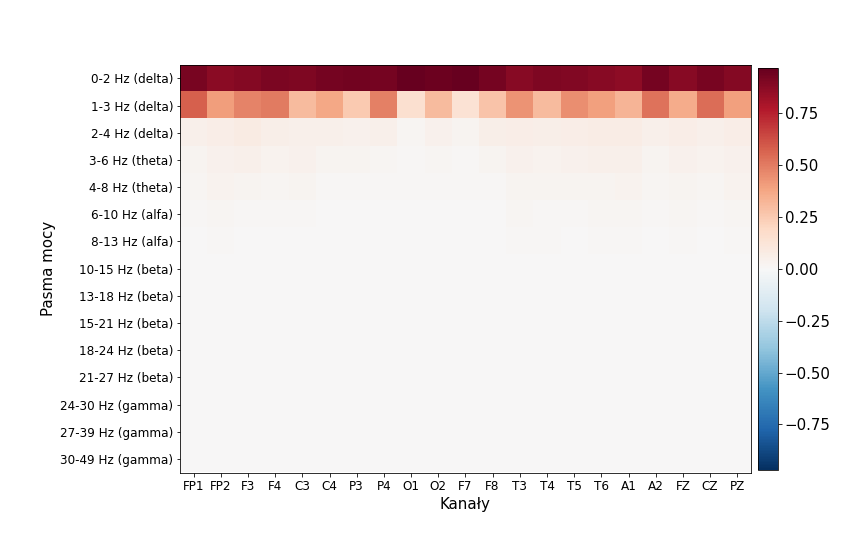 0-2 Hz (delta)
1-3 Hz (delta)
2-4 Hz (delta)
3-6 Hz (theta)
4-8 Hz (theta)
6-10 Hz (alfa)
8-13 Hz (alfa)
10-15 Hz (beta)
13-18 Hz (beta)
15-21 Hz (beta)
18-24 Hz (beta)
21-27 Hz (beta)
24-30 Hz (gamma)
27-39 Hz (gamma)
30-49 Hz (gamma)
Pasma mocy
FP1 FP2 F3 F4 C3 C4 P3 P4 O1 O2 F7 F8 T3 T4 T5 T6 A1 A2 FZ CZ PZ
Kanały
0.75
0.50
0.25
0.00
−0.25
−0.50
−0.75